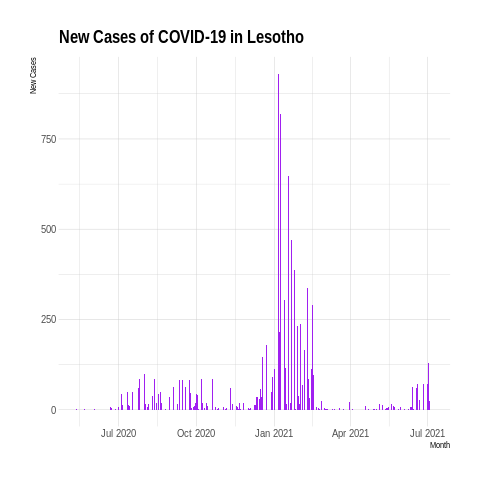 New Cases of COVID-19 in Lesotho
New Cases
750
500
250
0
Jul 2020 Oct 2020 Jan 2021 Apr 2021 Jul 2021
Month